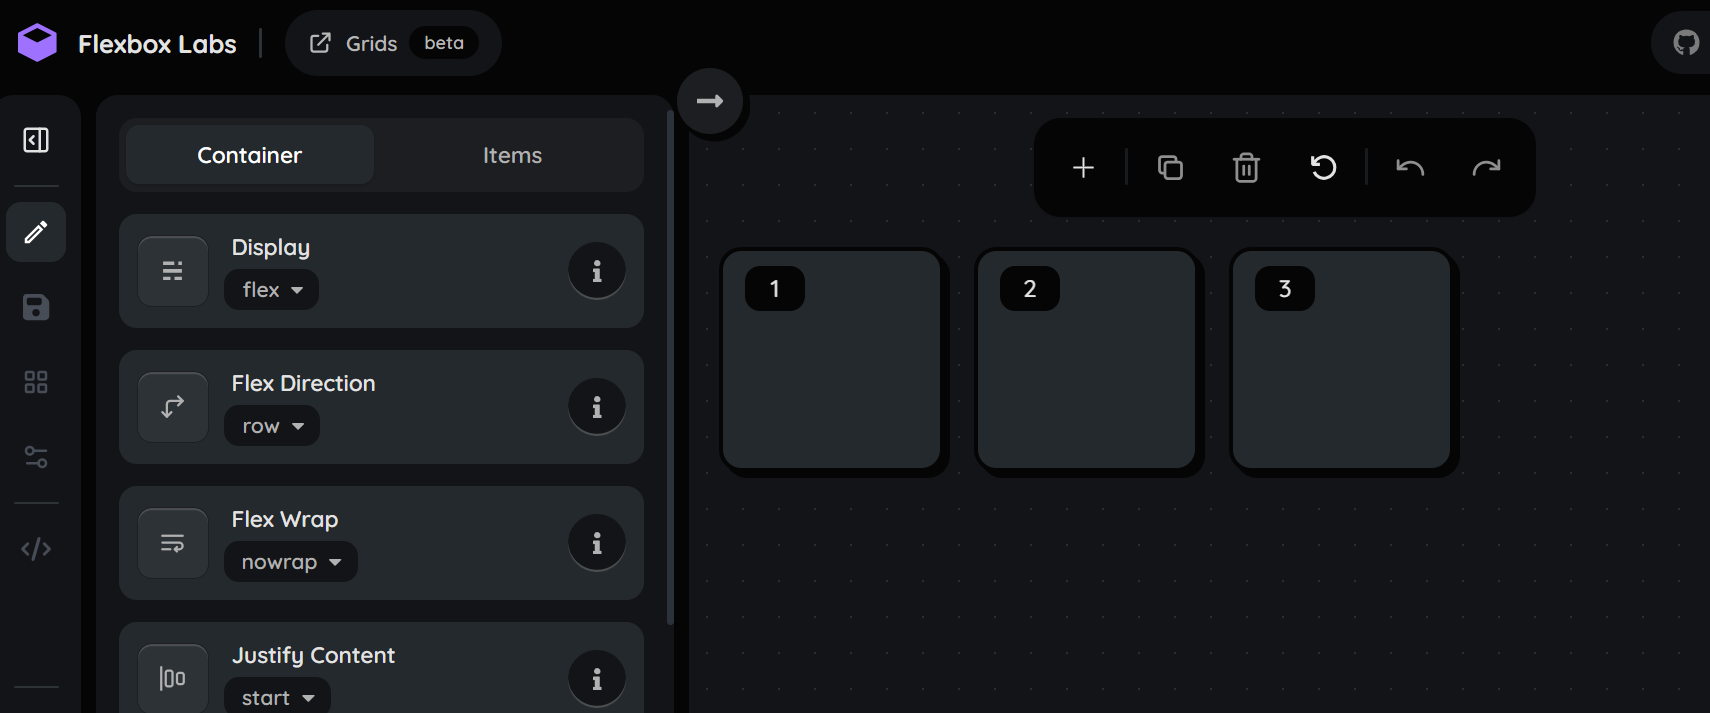 Flexbox Labs
Grids beta
Container Items
Display
flex
Flex Direction
row
Flex Wrap
nowrap
Justify Content
start
1 2 3